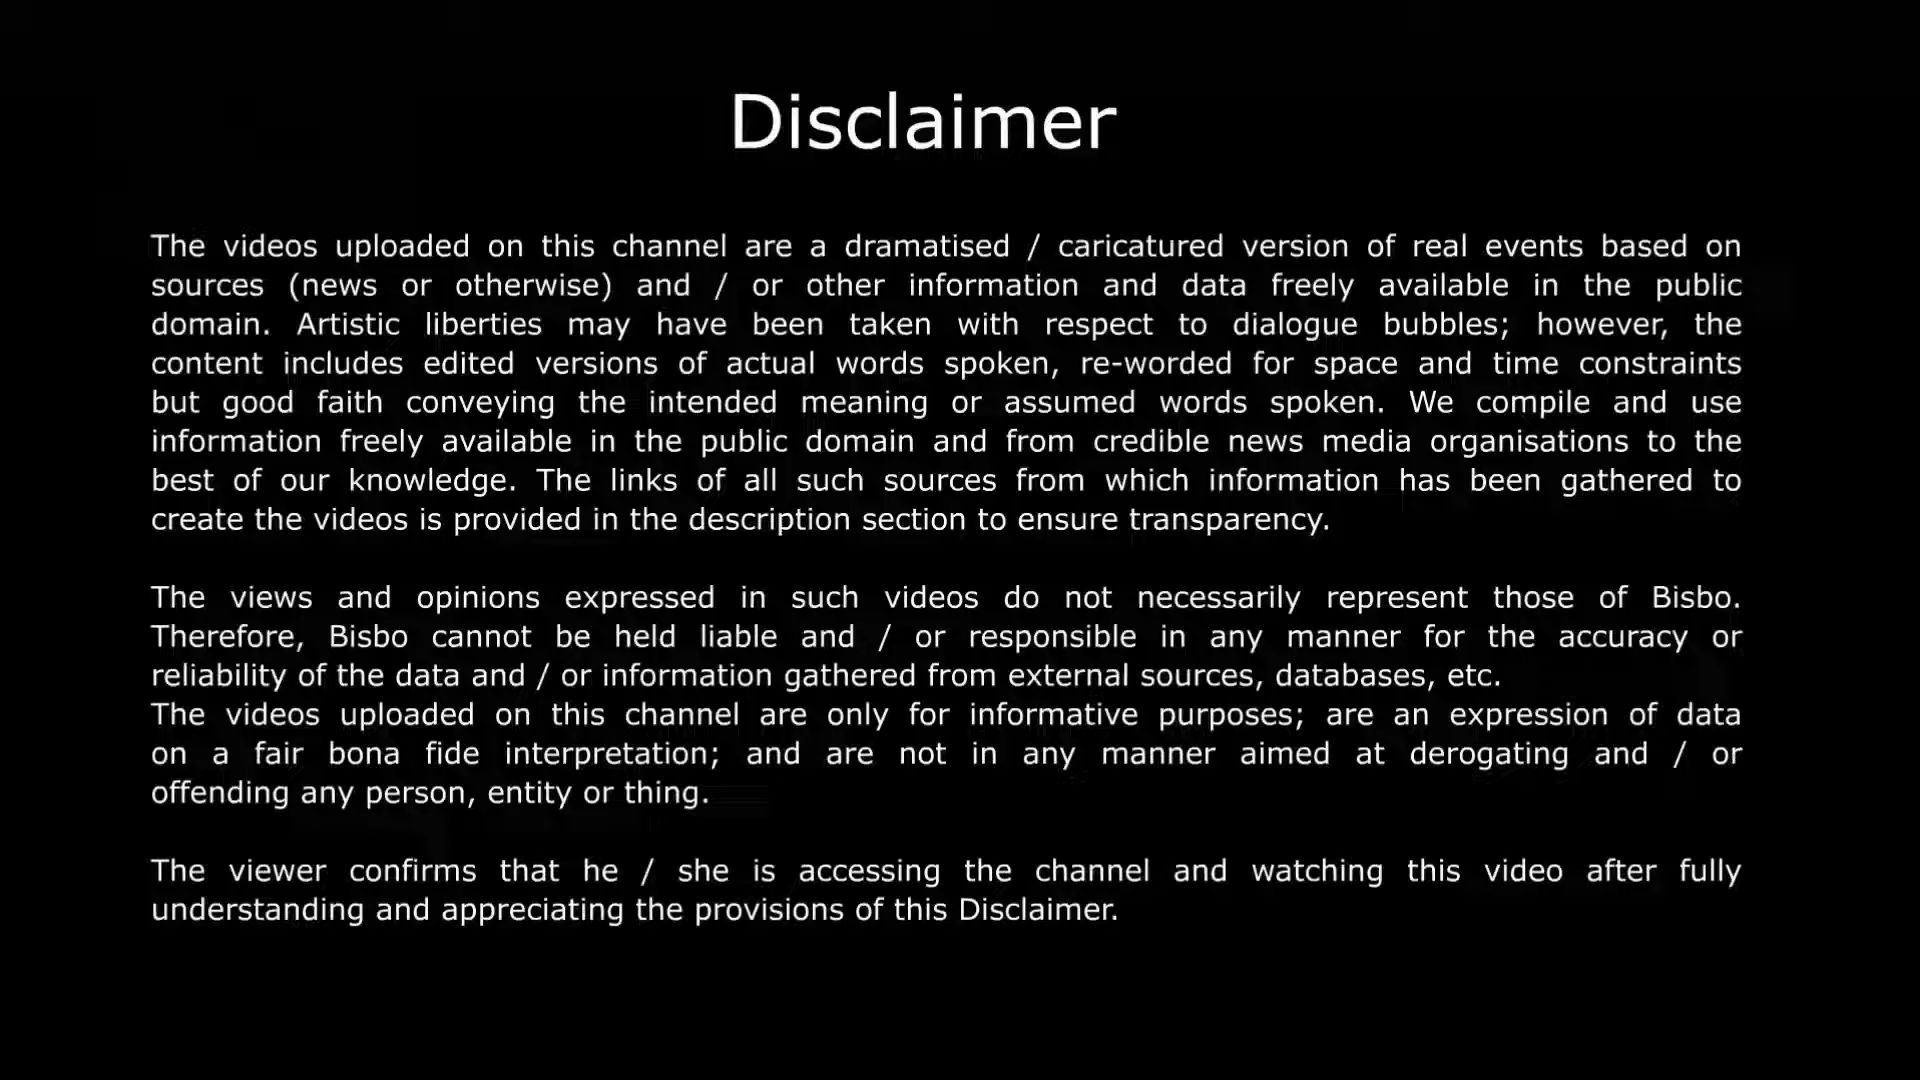 Disclaimer
The videos uploaded on this channel are a dramatised / caricatured version of real events based on
sources (news or otherwise) and / or other information and data freely available in the public
domain. Artistic liberties may have been taken with respect to dialogue bubbles; however, the
content includes edited versions of actual words spoken, re-worded for space and time constraints
but good faith conveying the intended meaning or assumed words spoken. We compile and use
information freely available in the public domain and from credible news media organisations to the
best of our knowledge. The links of all such sources from which information has been gathered to
create the videos is provided in the description section to ensure transparency.
The views and opinions expressed in such videos do not necessarily represent those of Bisbo.
Therefore, Bisbo cannot be held liable and / or responsible in any manner for the accuracy or
reliability of the data and / or information gathered from external sources, databases, etc.
The videos uploaded on this channel are only for informative purposes; are an expression of data
on a fair bona fide interpretation; and are not in any manner aimed at derogating and / or
offending any person, entity or thing.
The viewer confirms that he / she is accessing the channel and watching this video after fully
understanding and appreciating the provisions of this Disclaimer.